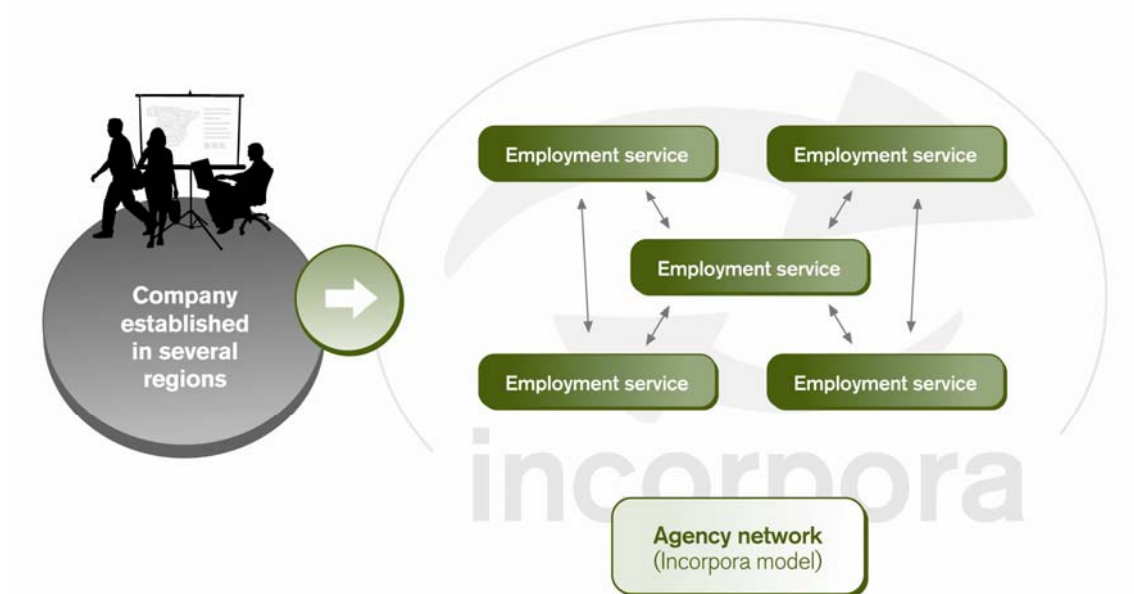 Employment service
Employment service
Employment service
Employment service
Employment service
Company
established
in several
regions
incorpora
Agency network
(Incorpora model)